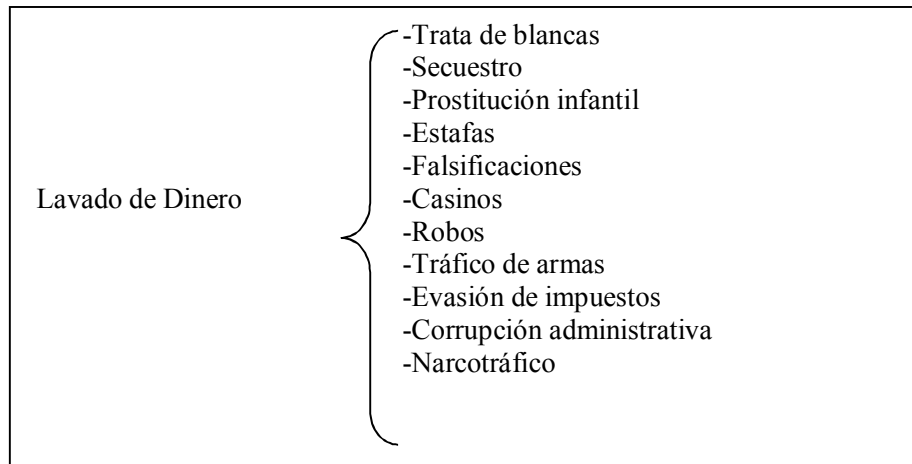 -Trata de blancas
-Secuestro
-Prostitución infantil
-Estafas
-Falsificaciones
Lavado de Dinero
-Casinos
-Robos
-Tráfico de armas
-Evasión de impuestos
-Corrupción administrativa
-Narcotráfico